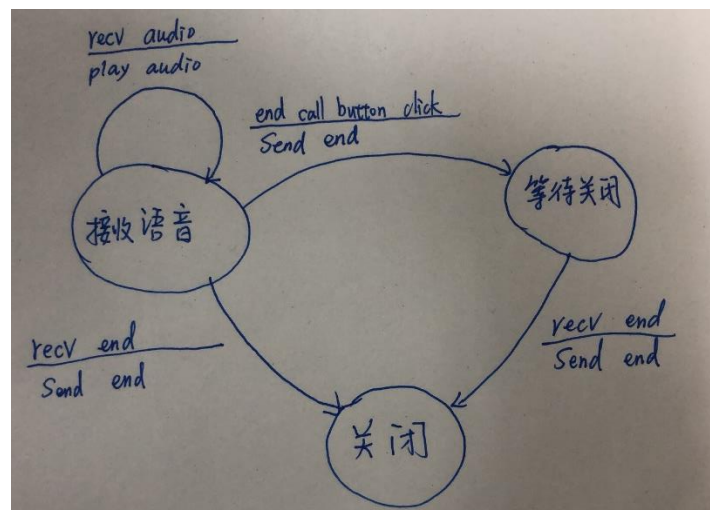 recv audio
play audio
end call button click
Send end
接收语音
等待关闭
recv end
Send end
recv end
Send end
关闭